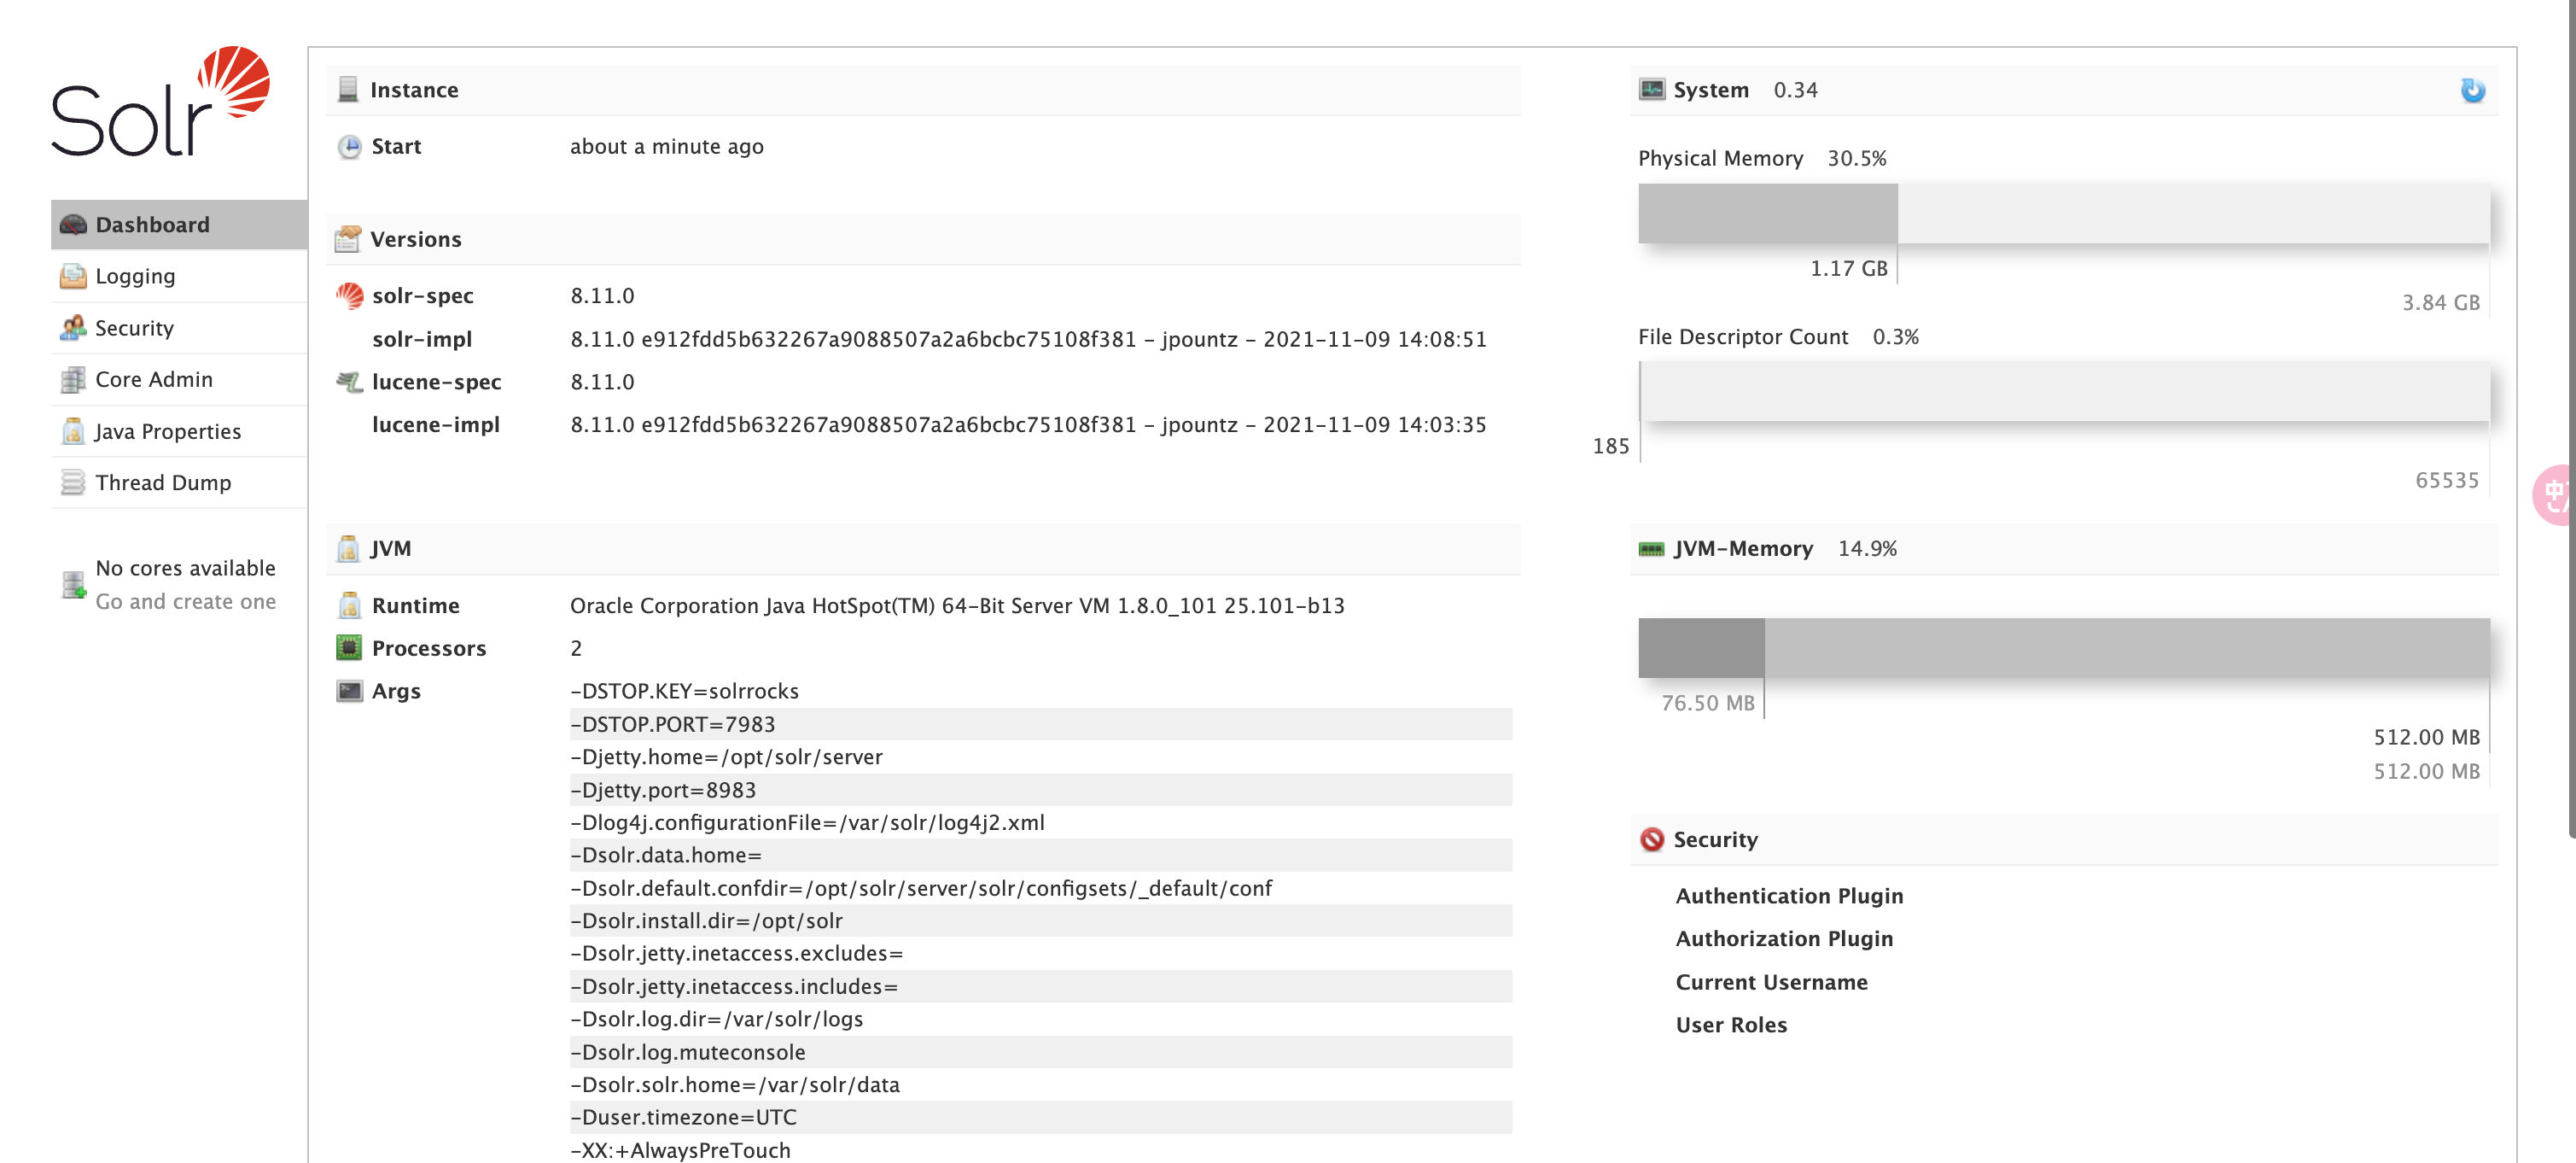 Solr
Dashboard
Logging
Security
Core Admin
Java Properties
Thread Dump
No cores available
Go and create one
Instance
Start about a minute ago
Versions
solr-spec 8.11.0
solr-impl 8.11.0 e912fdd5b632267a9088507a2a6bcbc75108f381 - jpountz - 2021-11-09 14:08:51
lucene-spec 8.11.0
lucene-impl 8.11.0 e912fdd5b632267a9088507a2a6bcbc75108f381 - jpountz - 2021-11-09 14:03:35
JVM
Runtime Oracle Corporation Java HotSpot(TM) 64-Bit Server VM 1.8.0_101 25.101-b13
Processors 2
Args -DSTOP.KEY=solrrocks
-DSTOP.PORT=7983
-Djetty.home=/opt/solr/server
-Djetty.port=8983
-Dlog4j.configurationFile=/var/solr/log4j2.xml
-Dsolr.data.home=
-Dsolr.default.confdir=/opt/solr/server/solr/configsets/_default/conf
-Dsolr.install.dir=/opt/solr
-Dsolr.jetty.inetaccess.excludes=
-Dsolr.jetty.inetaccess.includes=
-Dsolr.log.dir=/var/solr/logs
-Dsolr.log.muteconsole
-Dsolr.solr.home=/var/solr/data
-Duser.timezone=UTC
-XX:+AlwaysPreTouch
System 0.34
Physical Memory 30.5%
1.17 GB
3.84 GB
File Descriptor Count 0.3%
185
65535
JVM-Memory 14.9%
76.50 MB
512.00 MB
512.00 MB
Security
Authentication Plugin
Authorization Plugin
Current Username
User Roles